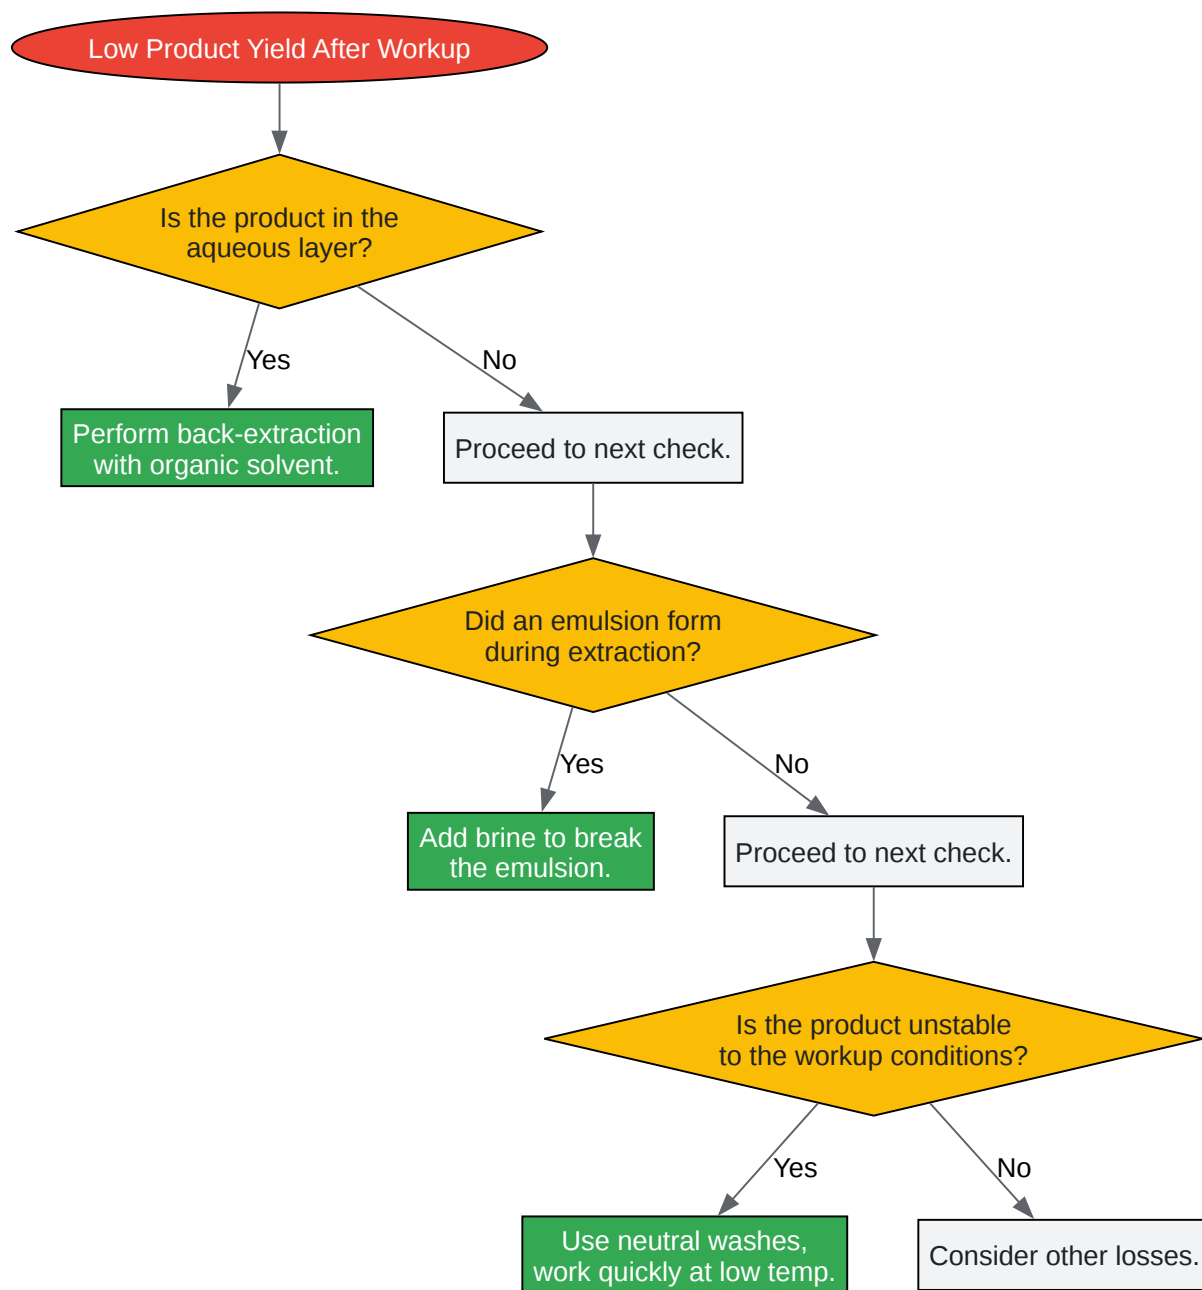 Low Product Yield After Workup
Is the product in the
aqueous layer?
Yes
No
Perform back-extraction
with organic solvent.
Proceed to next check.
Did an emulsion form
during extraction?
Yes
No
Add brine to break
the emulsion.
Proceed to next check.
Is the product unstable
to the workup conditions?
Yes
No
Use neutral washes,
work quickly at low temp.
Consider other losses.